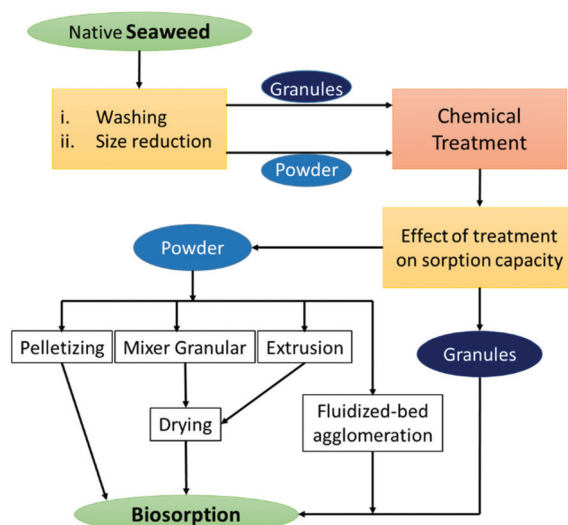 Native Seaweed
i. Washing
ii. Size reduction
Granules
Powder
Chemical
Treatment
Effect of treatment
on sorption capacity
Powder
Granules
Pelletizing
Mixer Granular
Extrusion
Drying
Fluidized-bed
agglomeration
Biosorption